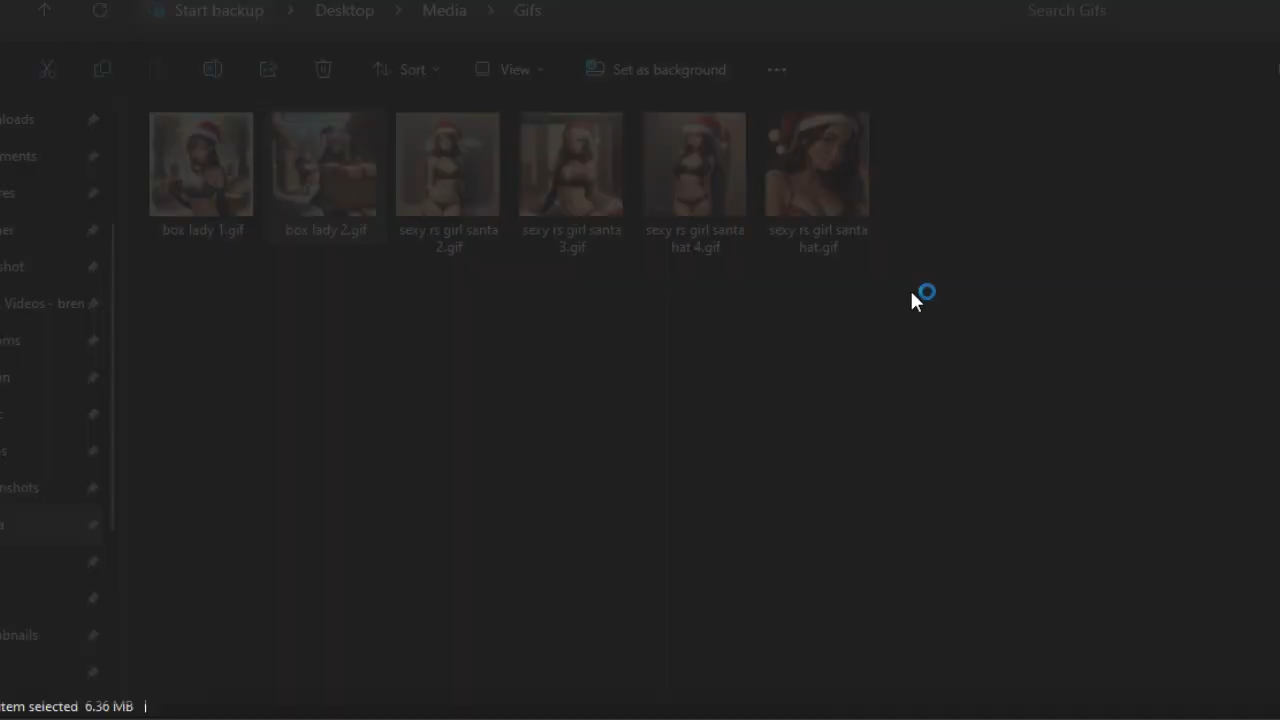 Start backup > Desktop > Media > Gifs Search Gifs
Sort View Set as background ...
loads
ments
res
er
shot
Videos - bren
oms
n
c
s
nshots
a
bnails
box lady 1.gif
box lady 2.gif
sexy rs girl santa
2.gif
sexy rs girl santa
3.gif
sexy rs girl santa
hat 4.gif
sexy rs girl santa
hat.gif
item selected 6.36 MB